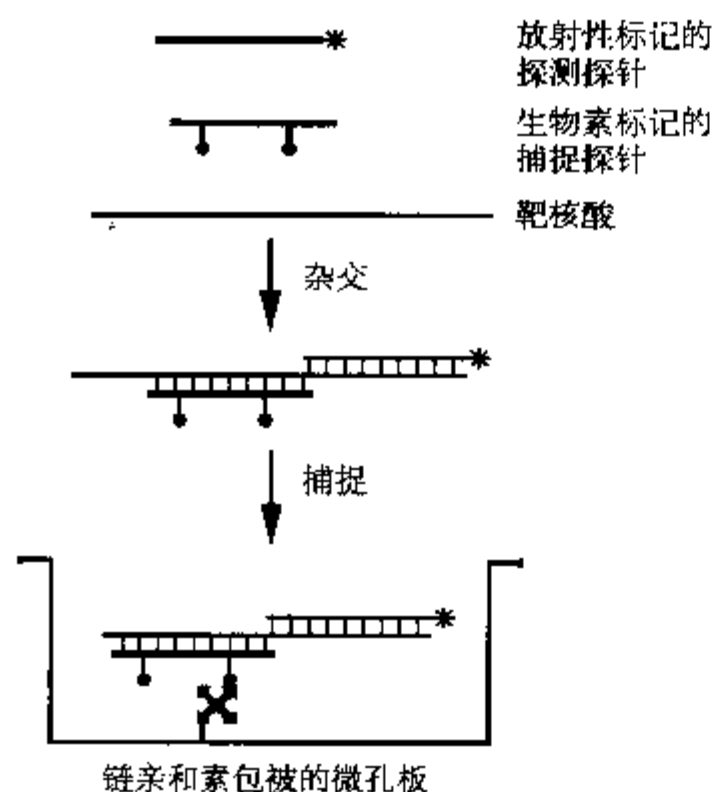 放射性标记的
探测探针
生物素标记的
捕捉探针
靶核酸
杂交
捕捉
链亲和素包被的微孔板